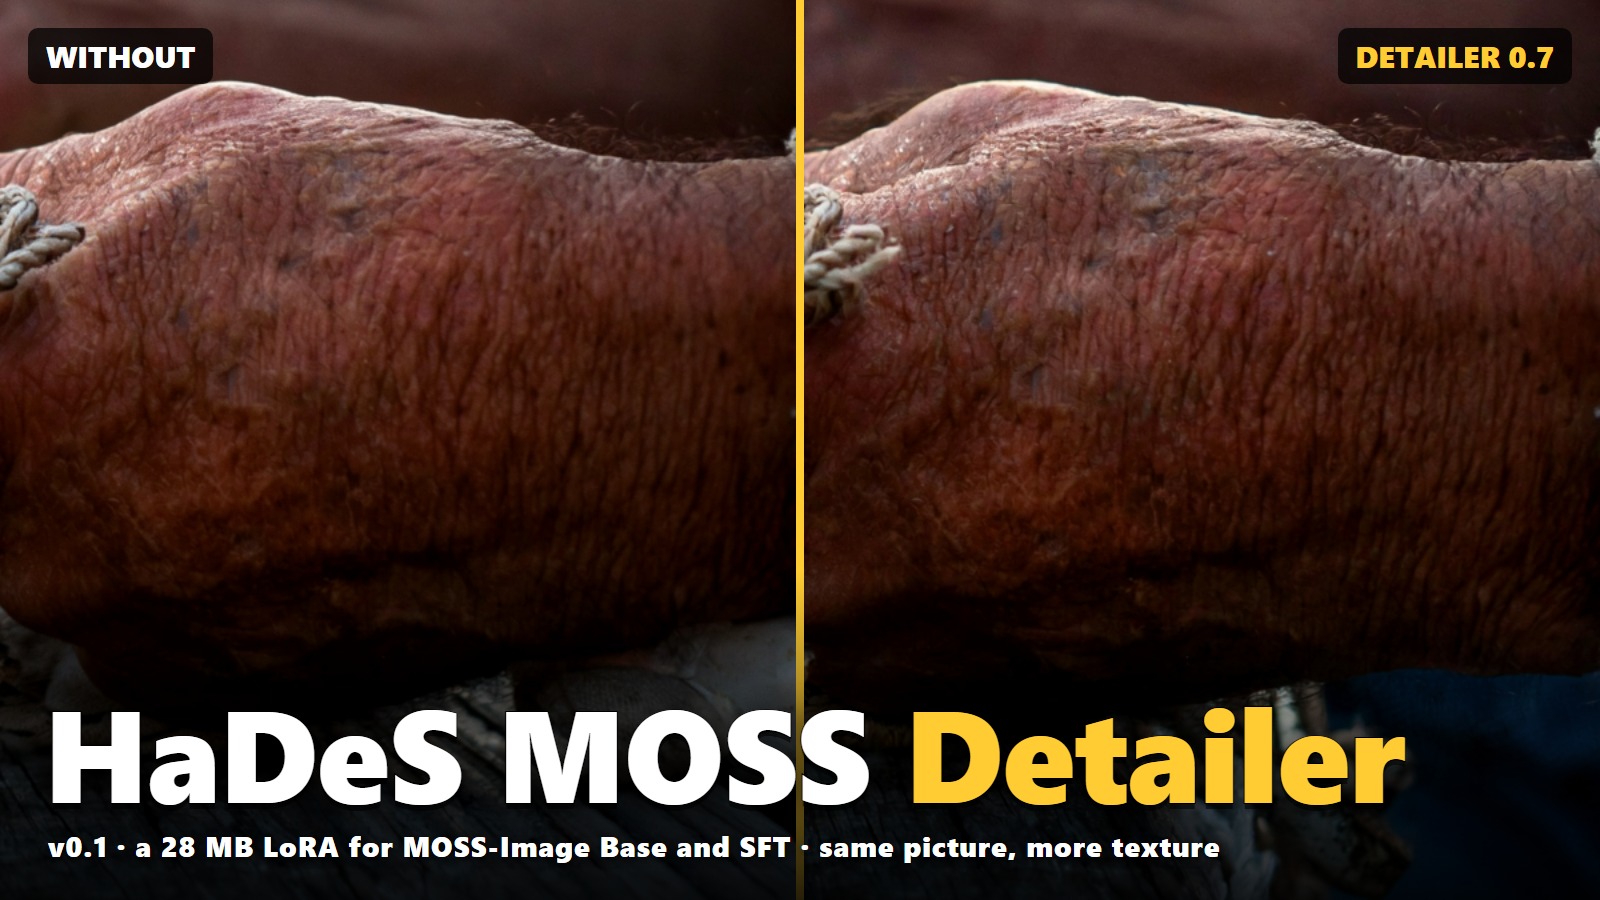 WITHOUT
DETAILER 0.7
HaDeS MOSS Detailer
v0.1 · a 28 MB LoRA for MOSS-Image Base and SFT · same picture, more texture